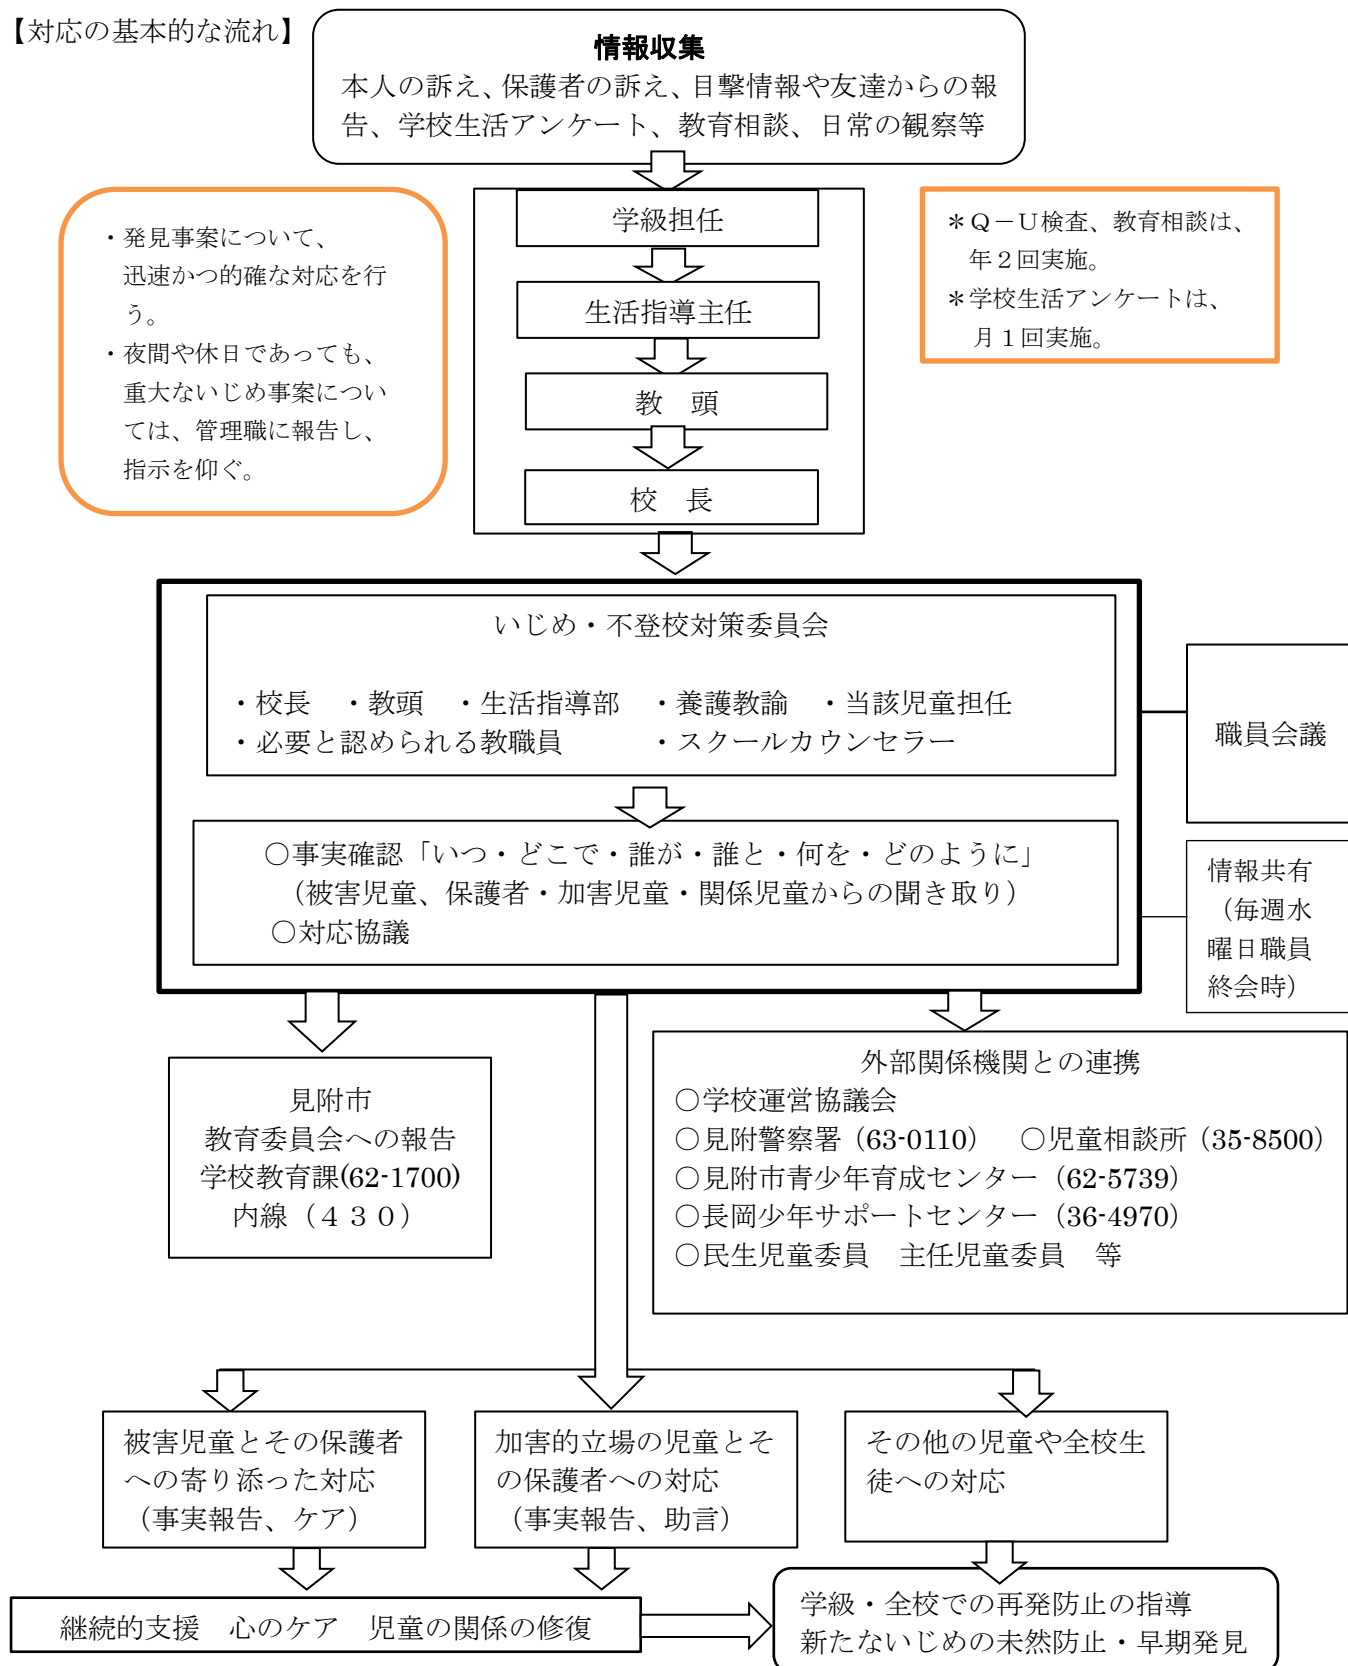 【対応の基本的な流れ】
情報収集
本人の訴え、保護者の訴え、目撃情報や友達からの報
告、学校生活アンケート、教育相談、日常の観察等
・発見事案について、
迅速かつ的確な対応を行
う。
・夜間や休日であっても、
重大ないじめ事案につい
ては、管理職に報告し、
指示を仰ぐ。
学級担任
生活指導主任
教　頭
校　長
＊Ｑ－Ｕ検査、教育相談は、
年２回実施。
＊学校生活アンケートは、
月１回実施。
いじめ・不登校対策委員会
・校長　・教頭　・生活指導部　・養護教諭　・当該児童担任
・必要と認められる教職員　　　・スクールカウンセラー
職員会議
○事実確認「いつ・どこで・誰が・誰と・何を・どのように」
（被害児童、保護者・加害児童・関係児童からの聞き取り）
○対応協議
情報共有
（毎週水
曜日職員
終会時）
見附市
教育委員会への報告
学校教育課(62-1700)
内線（４３０）
外部関係機関との連携
○学校運営協議会
○見附警察署（63-0110）　○児童相談所（35-8500）
○見附市青少年育成センター（62-5739）
○長岡少年サポートセンター（36-4970）
○民生児童委員　主任児童委員　等
被害児童とその保護者
への寄り添った対応
（事実報告、ケア）
加害的立場の児童とそ
の保護者への対応
（事実報告、助言）
その他の児童や全校生
徒への対応
継続的支援　心のケア　児童の関係の修復
学級・全校での再発防止の指導
新たないじめの未然防止・早期発見